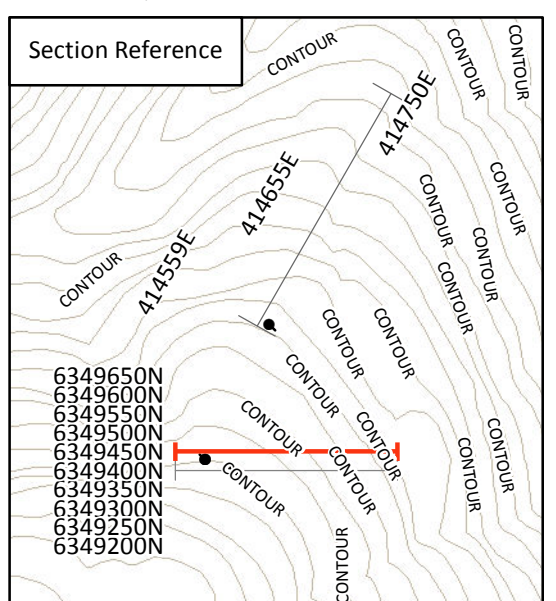 Section Reference
CONTOUR
CONTOUR
CONTOUR
414750E
414655E
CONTOUR
CONTOUR
414559E
CONTOUR
CONTOUR
CONTOUR
CONTOUR
CONTOUR
CONTOUR
6349650N
6349600N
6349550N
6349500N
6349450N
6349400N
6349350N
6349300N
6349250N
6349200N
CONTOUR
CONTOUR
CONTOUR
CONTOUR
CONTOUR
CONTOUR
CONTOUR